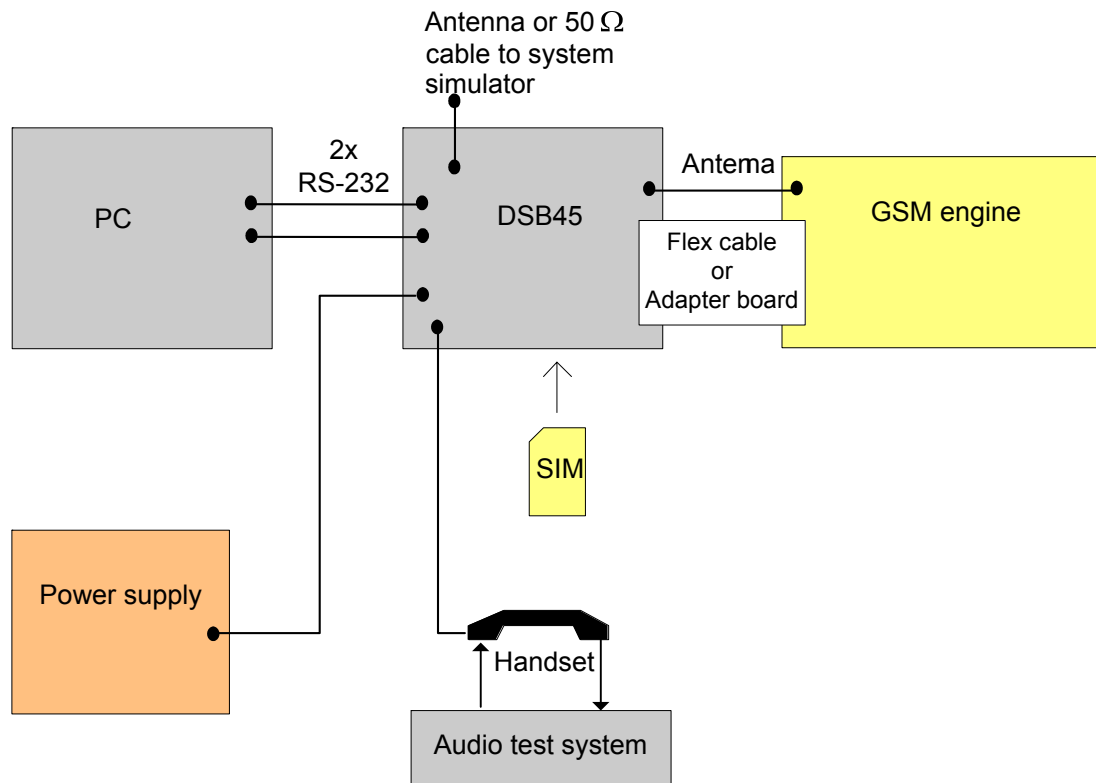 Antenna or 50 Ω
cable to system
simulator
2x
RS-232
PC
DSB45
Antenna
GSM engine
Flex cable
or
Adapter board
SIM
Power supply
Handset
Audio test system